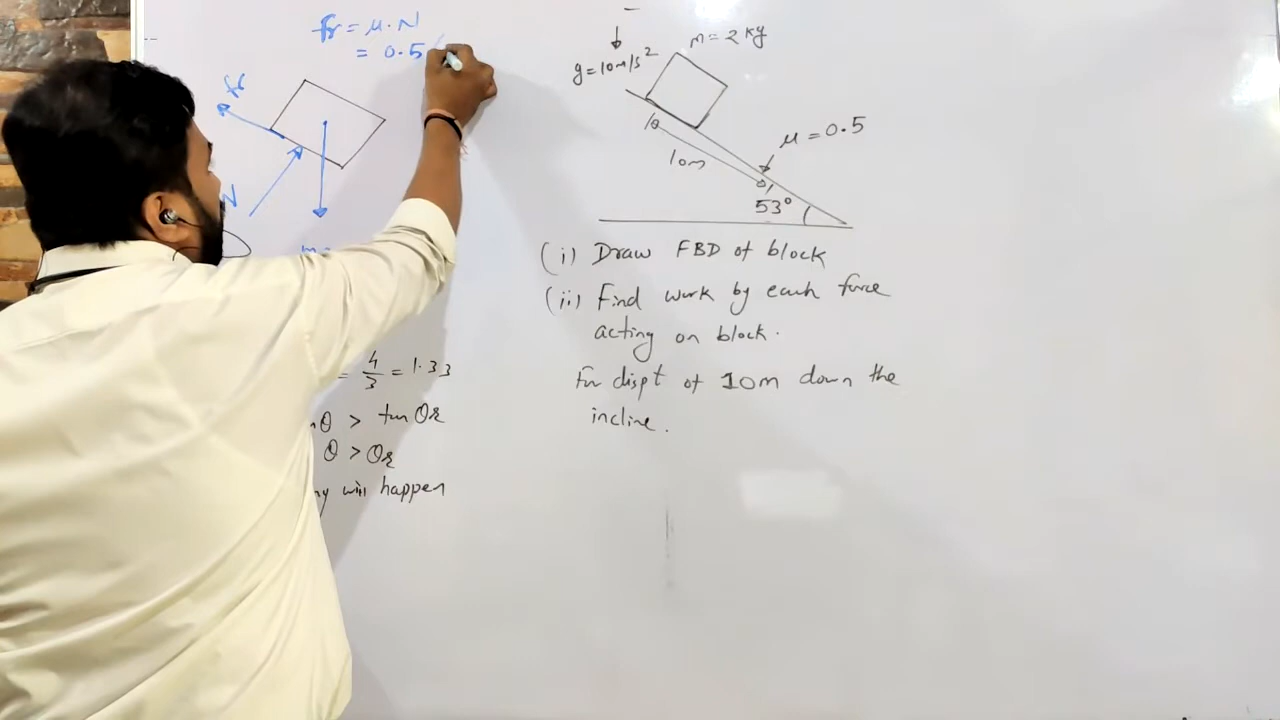 fr = μ.N
= 0.5
fr
N
= 4/3 = 1.33
> tan θr
θ > θr
will happen
m = 2 kg
g = 10 m/s²
μ = 0.5
10m
53°
(i) Draw FBD of block
(ii) Find work by each force
acting on block.
For dispt of 10m down the
incline.